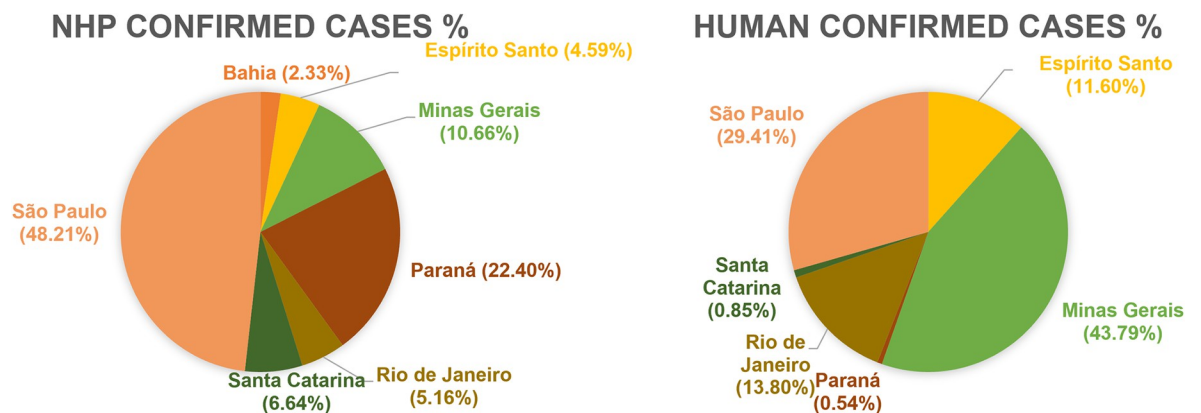 NHP CONFIRMED CASES %
Espírito Santo (4.59%)
Bahia (2.33%)
Minas Gerais
(10.66%)
São Paulo
(48.21%)
Paraná (22.40%)
Rio de Janeiro
(5.16%)
Santa Catarina
(6.64%)
HUMAN CONFIRMED CASES %
Espírito Santo
(11.60%)
São Paulo
(29.41%)
Santa
Catarina
(0.85%)
Minas Gerais
(43.79%)
Rio de
Janeiro
(13.80%)
Paraná
(0.54%)